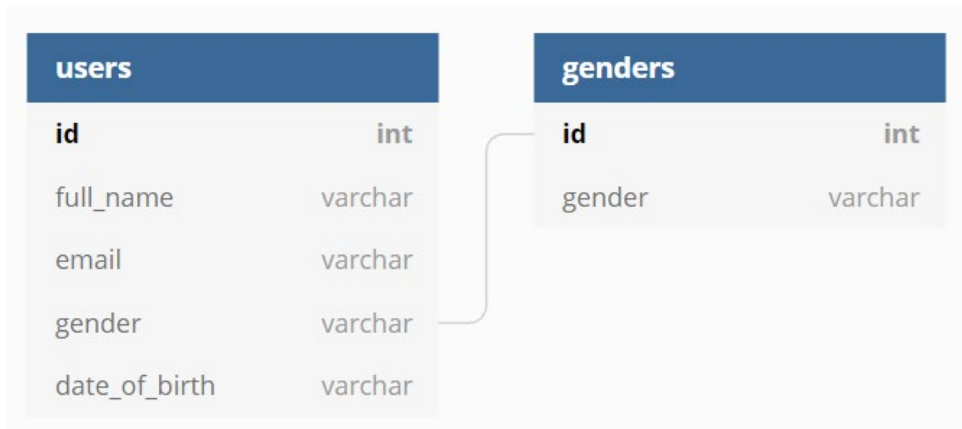 users
id int
full_name varchar
email varchar
gender varchar
date_of_birth varchar
genders
id int
gender varchar